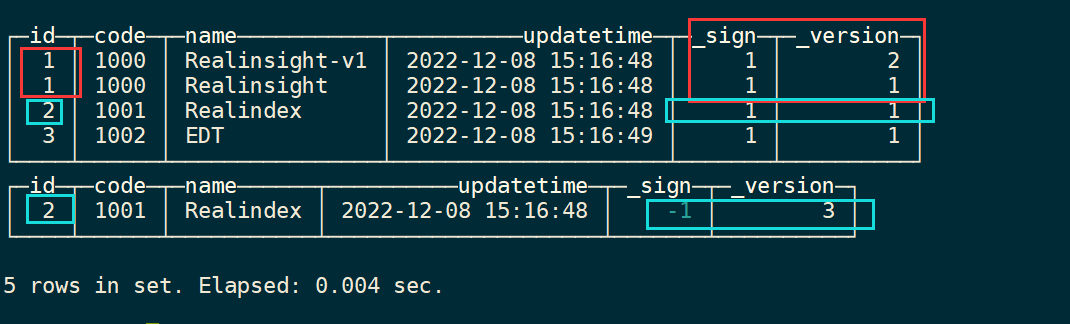 id code name updatetime _sign _version
1 1000 Realinsight-v1 2022-12-08 15:16:48 1 2
1 1000 Realinsight 2022-12-08 15:16:48 1 1
2 1001 Realindex 2022-12-08 15:16:48 1 1
3 1002 EDT 2022-12-08 15:16:49 1 1
id code name updatetime _sign _version
2 1001 Realindex 2022-12-08 15:16:48 -1 3
5 rows in set. Elapsed: 0.004 sec.